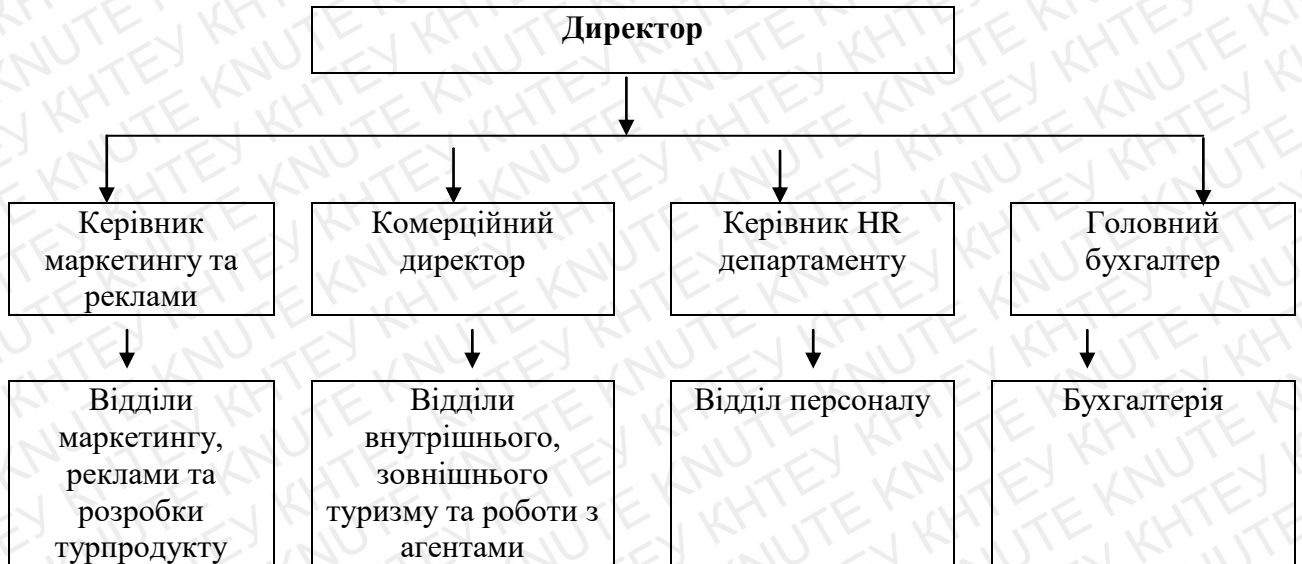 Директор
Керівник
маркетингу та
реклами
Комерційний
директор
Керівник HR
департаменту
Головний
бухгалтер
Відділи
маркетингу,
реклами та
розробки
турпродукту
Відділи
внутрішнього,
зовнішнього
туризму та роботи з
агентами
Відділ персоналу
Бухгалтерія